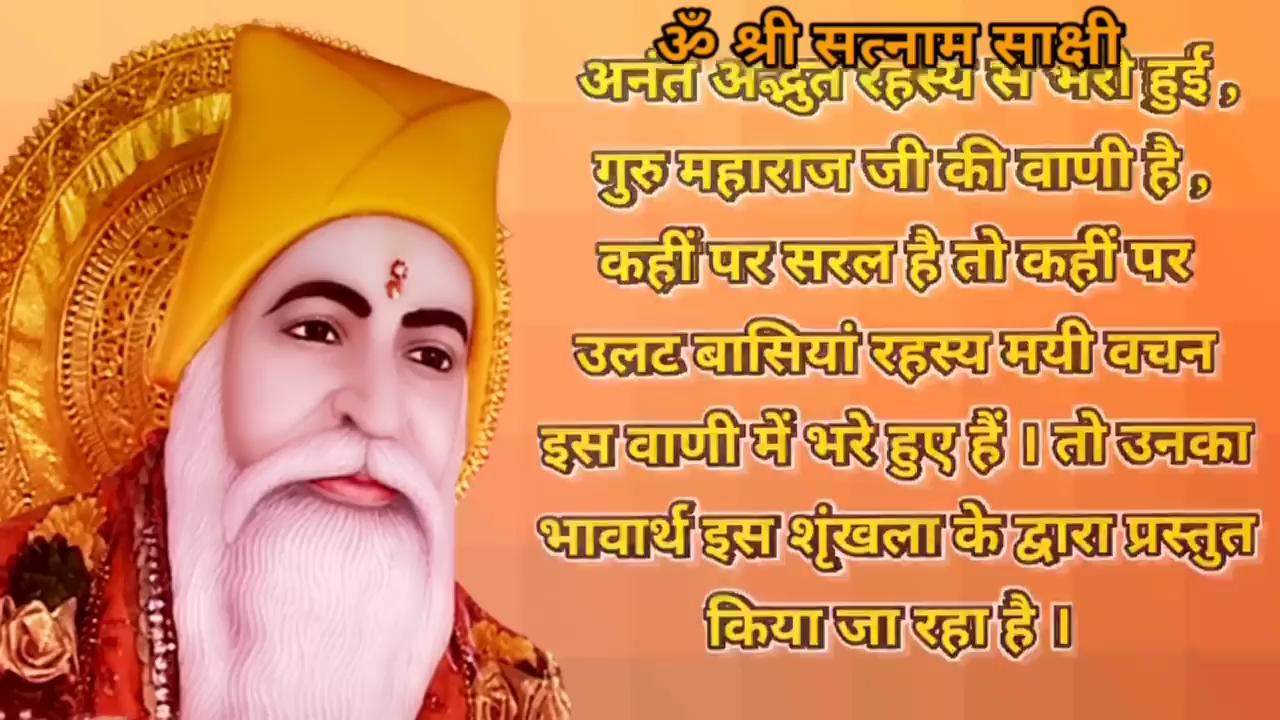 ॐ श्री सत्नाम साक्षी
अनंत अद्भुत रहस्य से भरी हुई ,
गुरु महाराज जी की वाणी है ,
कहीं पर सरल है तो कहीं पर
उलट बासियां रहस्य मयी वचन
इस वाणी में भरे हुए हैं । तो उनका
भावार्थ इस शृंखला के द्वारा प्रस्तुत
किया जा रहा है ।